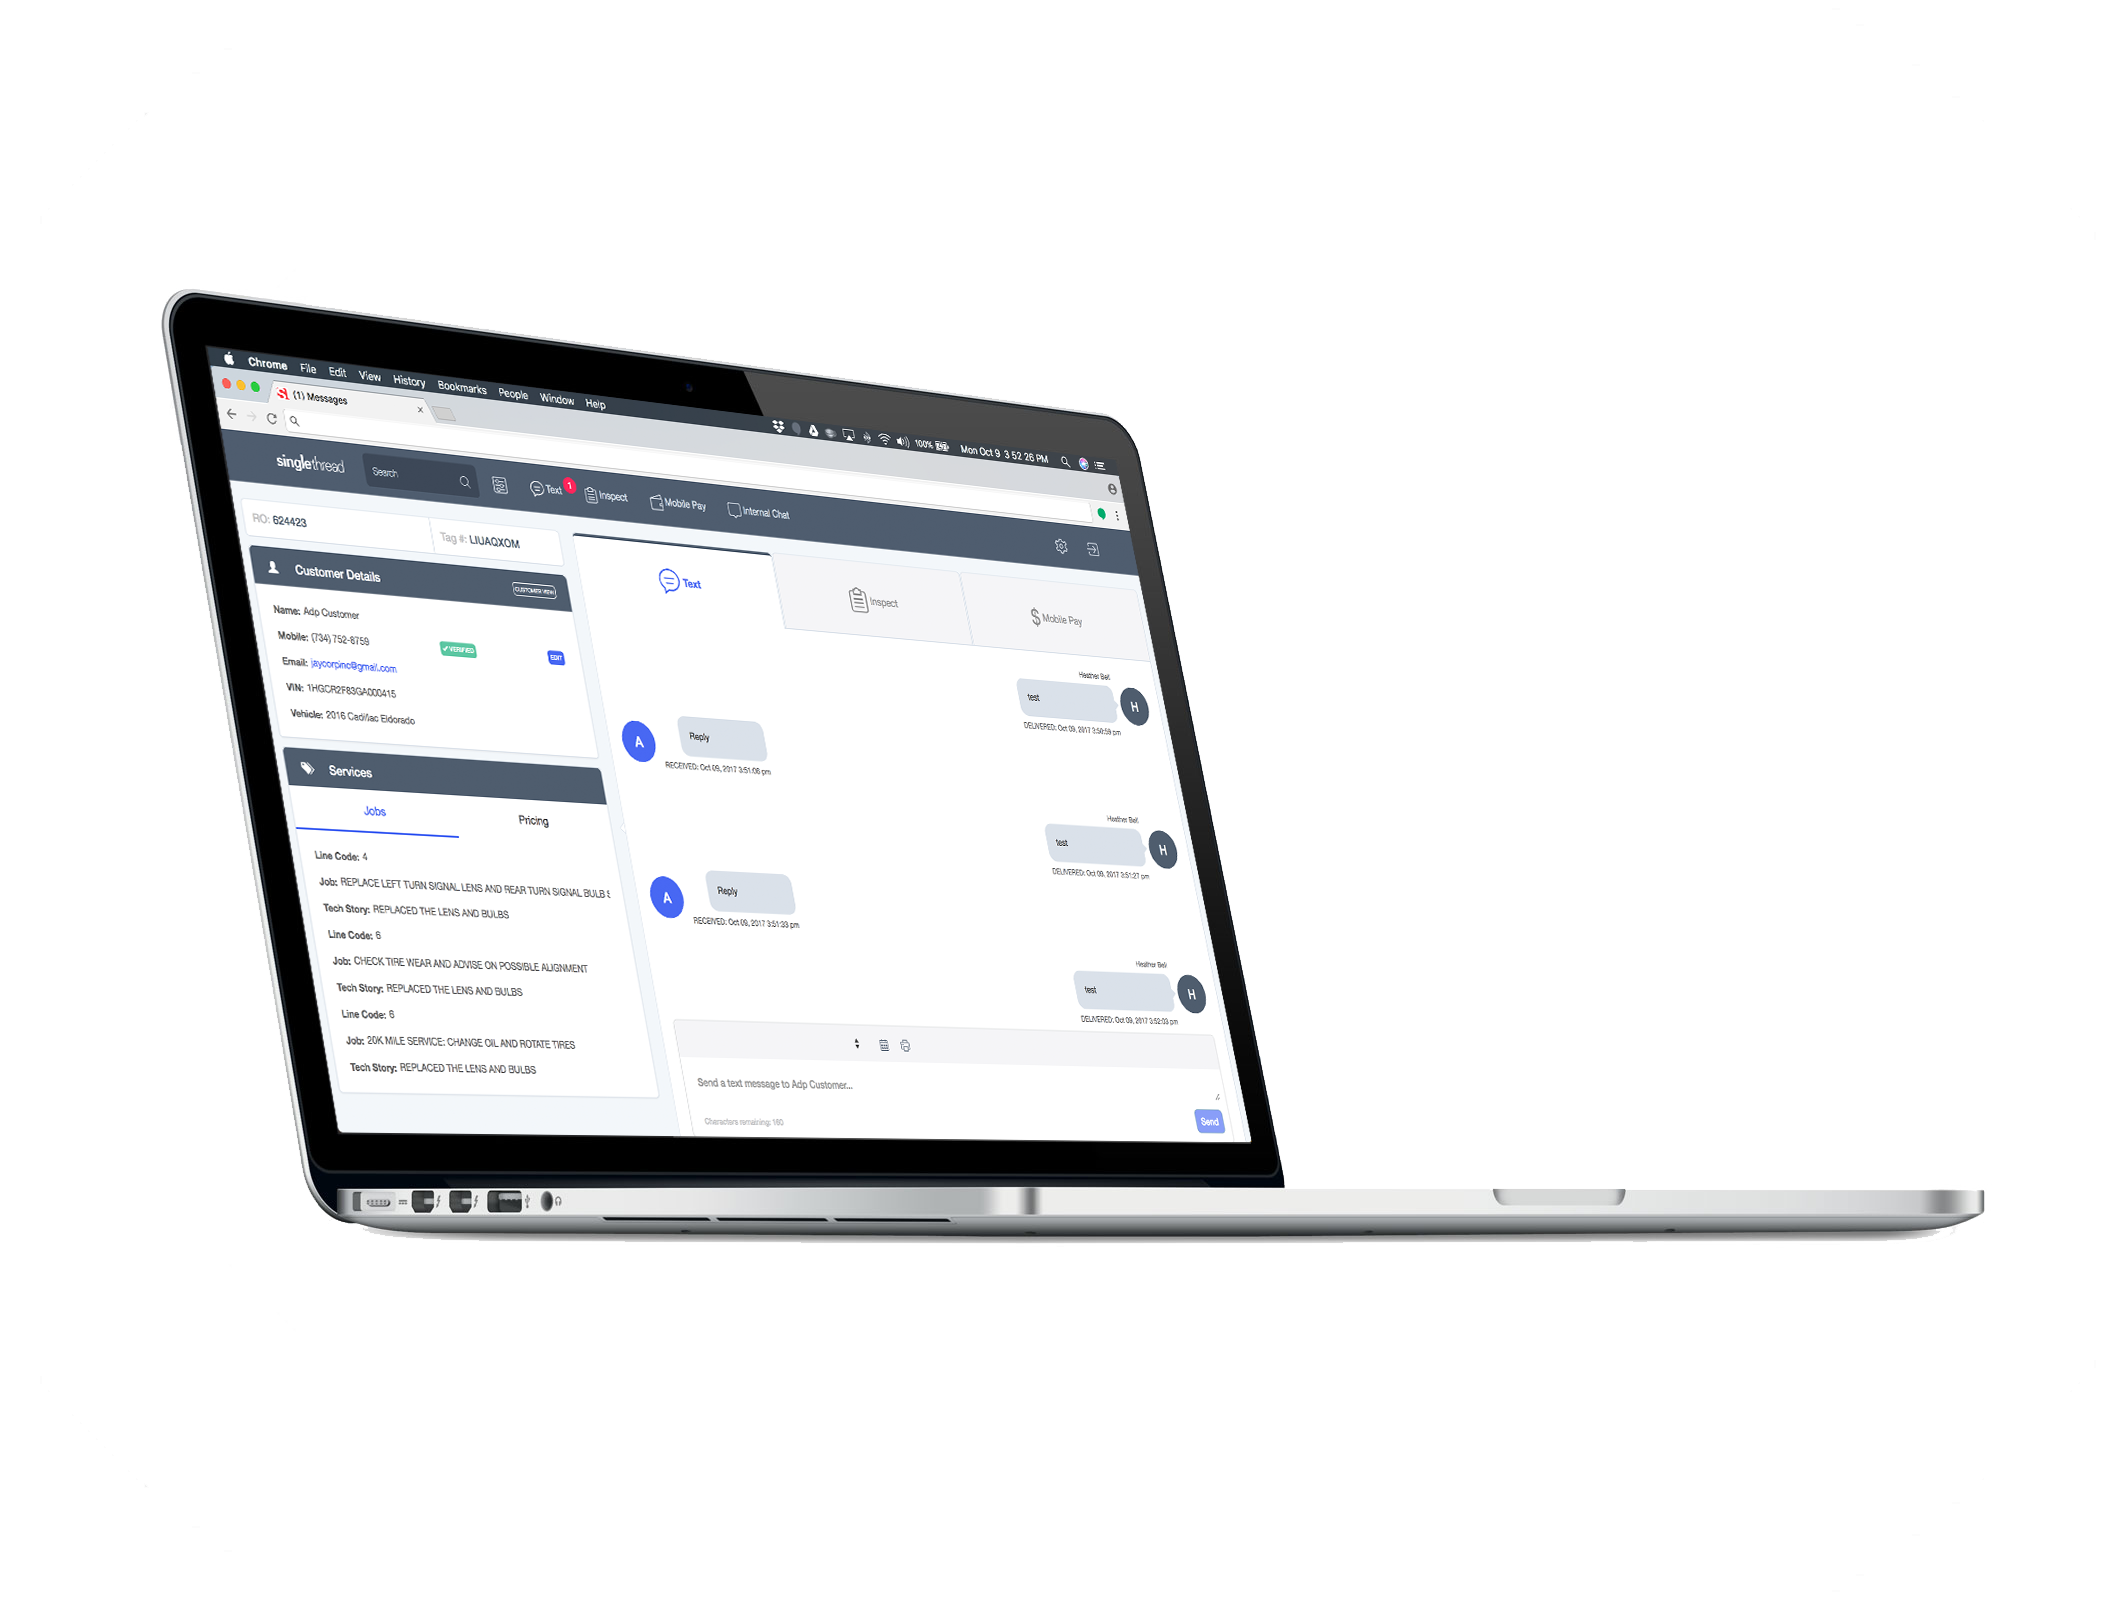 Chrome File Edit View History Bookmarks People Window Help
100% Mon Oct 9 3 52 26 PM
(1) Messages
singlethread Search Text 1 Inspect Mobile Pay Internal Chat
RO: 624423 Tag #: LIUAQXOM
Customer Details CUSTOMER VIEW
Name: Adp Customer
Mobile: (734) 752-8759 VERIFIED EDIT
Email: jaycorpinc@gmail.com
VIN: 1HGCR2F83GA000415
Vehicle: 2016 Cadillac Eldorado
Services
Jobs Pricing
Line Code: 4
Job: REPLACE LEFT TURN SIGNAL LENS AND REAR TURN SIGNAL BULB S
Tech Story: REPLACED THE LENS AND BULBS
Line Code: 6
Job: CHECK TIRE WEAR AND ADVISE ON POSSIBLE ALIGNMENT
Tech Story: REPLACED THE LENS AND BULBS
Line Code: 6
Job: 20K MILE SERVICE: CHANGE OIL AND ROTATE TIRES
Tech Story: REPLACED THE LENS AND BULBS
Text Inspect $ Mobile Pay
Heather Bell
test H
DELIVERED: Oct 09, 2017 3:50:59 pm
A Reply
RECEIVED: Oct 09, 2017 3:51:06 pm
Heather Bell
test H
DELIVERED: Oct 09, 2017 3:51:27 pm
A Reply
RECEIVED: Oct 09, 2017 3:51:33 pm
Heather Bell
test H
DELIVERED: Oct 09, 2017 3:52:03 pm
Send a text message to Adp Customer...
Characters remaining: 160 Send